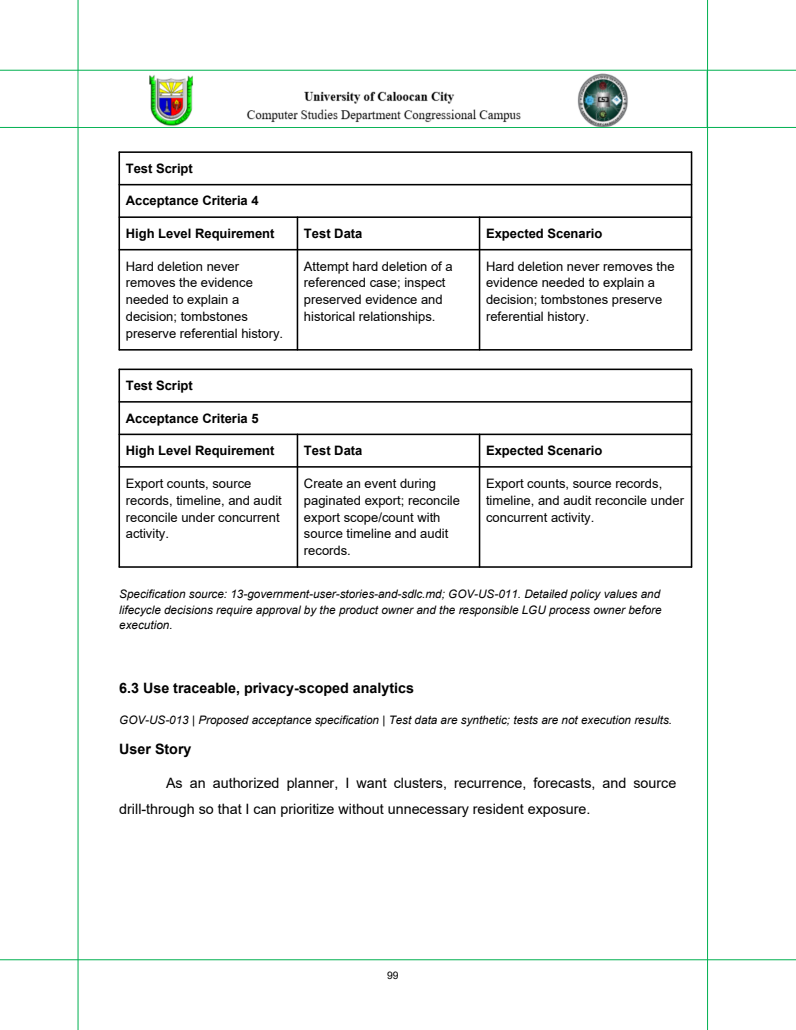 University of Caloocan City
Computer Studies Department Congressional Campus
Test Script
Acceptance Criteria 4
High Level Requirement
Test Data
Expected Scenario
Hard deletion never
removes the evidence
needed to explain a
decision; tombstones
preserve referential history.
Attempt hard deletion of a
referenced case; inspect
preserved evidence and
historical relationships.
Hard deletion never removes the
evidence needed to explain a
decision; tombstones preserve
referential history.
Test Script
Acceptance Criteria 5
High Level Requirement
Test Data
Expected Scenario
Export counts, source
records, timeline, and audit
reconcile under concurrent
activity.
Create an event during
paginated export; reconcile
export scope/count with
source timeline and audit
records.
Export counts, source records,
timeline, and audit reconcile under
concurrent activity.
Specification source: 13-government-user-stories-and-sdlc.md; GOV-US-011. Detailed policy values and
lifecycle decisions require approval by the product owner and the responsible LGU process owner before
execution.
6.3 Use traceable, privacy-scoped analytics
GOV-US-013 | Proposed acceptance specification | Test data are synthetic; tests are not execution results.
User Story
As an authorized planner, I want clusters, recurrence, forecasts, and source
drill-through so that I can prioritize without unnecessary resident exposure.
99